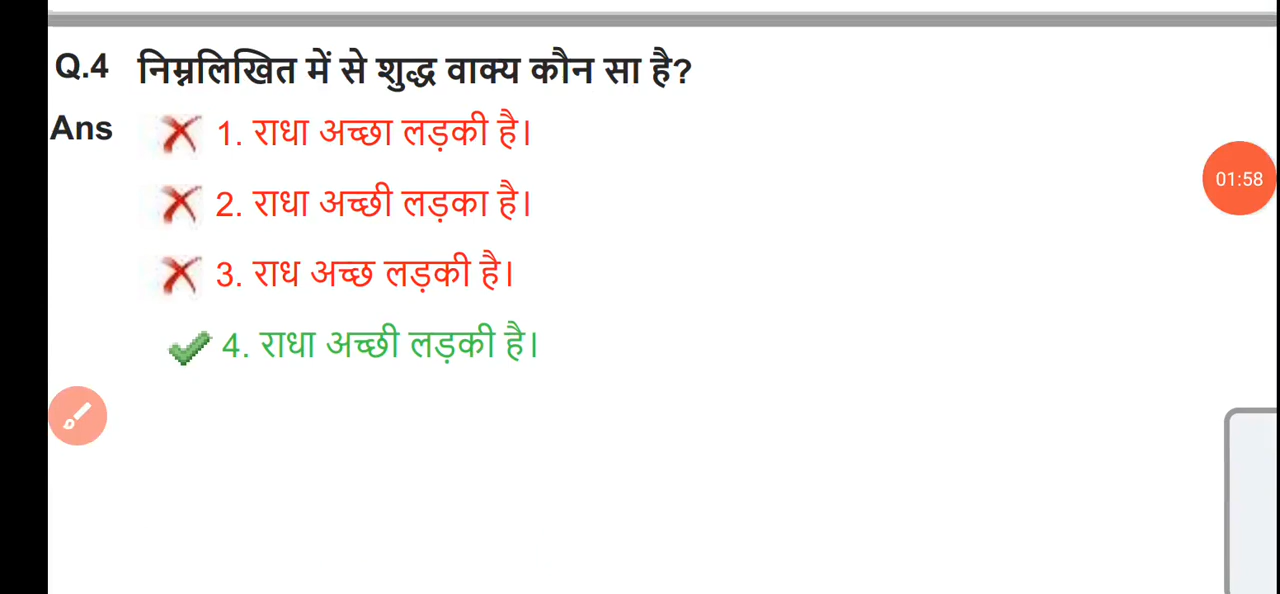 Q.4 निम्नलिखित में से शुद्ध वाक्य कौन सा है?
Ans 1. राधा अच्छा लड़की है।
2. राधा अच्छी लड़का है।
01:58
3. राध अच्छ लड़की है।
4. राधा अच्छी लड़की है।